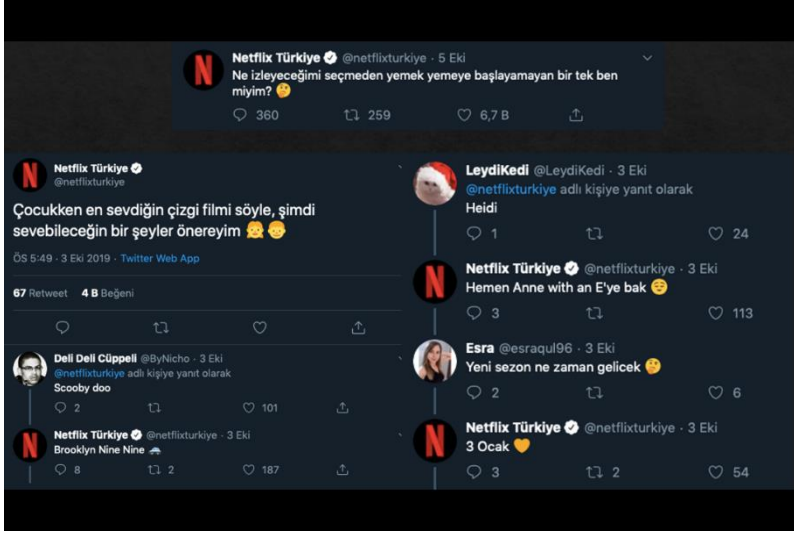 Netflix Türkiye @netflixturkiye · 5 Eki
Ne izleyeceğimi seçmeden yemek yemeye başlayamayan bir tek ben
miyim? 🤔
360 259 6,7 B
Netflix Türkiye
@netflixturkiye
Çocukken en sevdiğin çizgi filmi söyle, şimdi
sevebileceğin bir şeyler önereyim 👧👦
ÖS 5:49 · 3 Eki 2019 · Twitter Web App
67 Retweet 4 B Beğeni
Deli Deli Cüppeli @ByNicho · 3 Eki
@netflixturkiye adlı kişiye yanıt olarak
Scooby doo
2 101
Netflix Türkiye @netflixturkiye · 3 Eki
Brooklyn Nine Nine 🚓
8 2 187
LeydiKedi @LeydiKedi · 3 Eki
@netflixturkiye adlı kişiye yanıt olarak
Heidi
1 24
Netflix Türkiye @netflixturkiye · 3 Eki
Hemen Anne with an E'ye bak 😌
3 113
Esra @esraqul96 · 3 Eki
Yeni sezon ne zaman gelicek 🤔
2 6
Netflix Türkiye @netflixturkiye · 3 Eki
3 Ocak 🧡
3 2 54